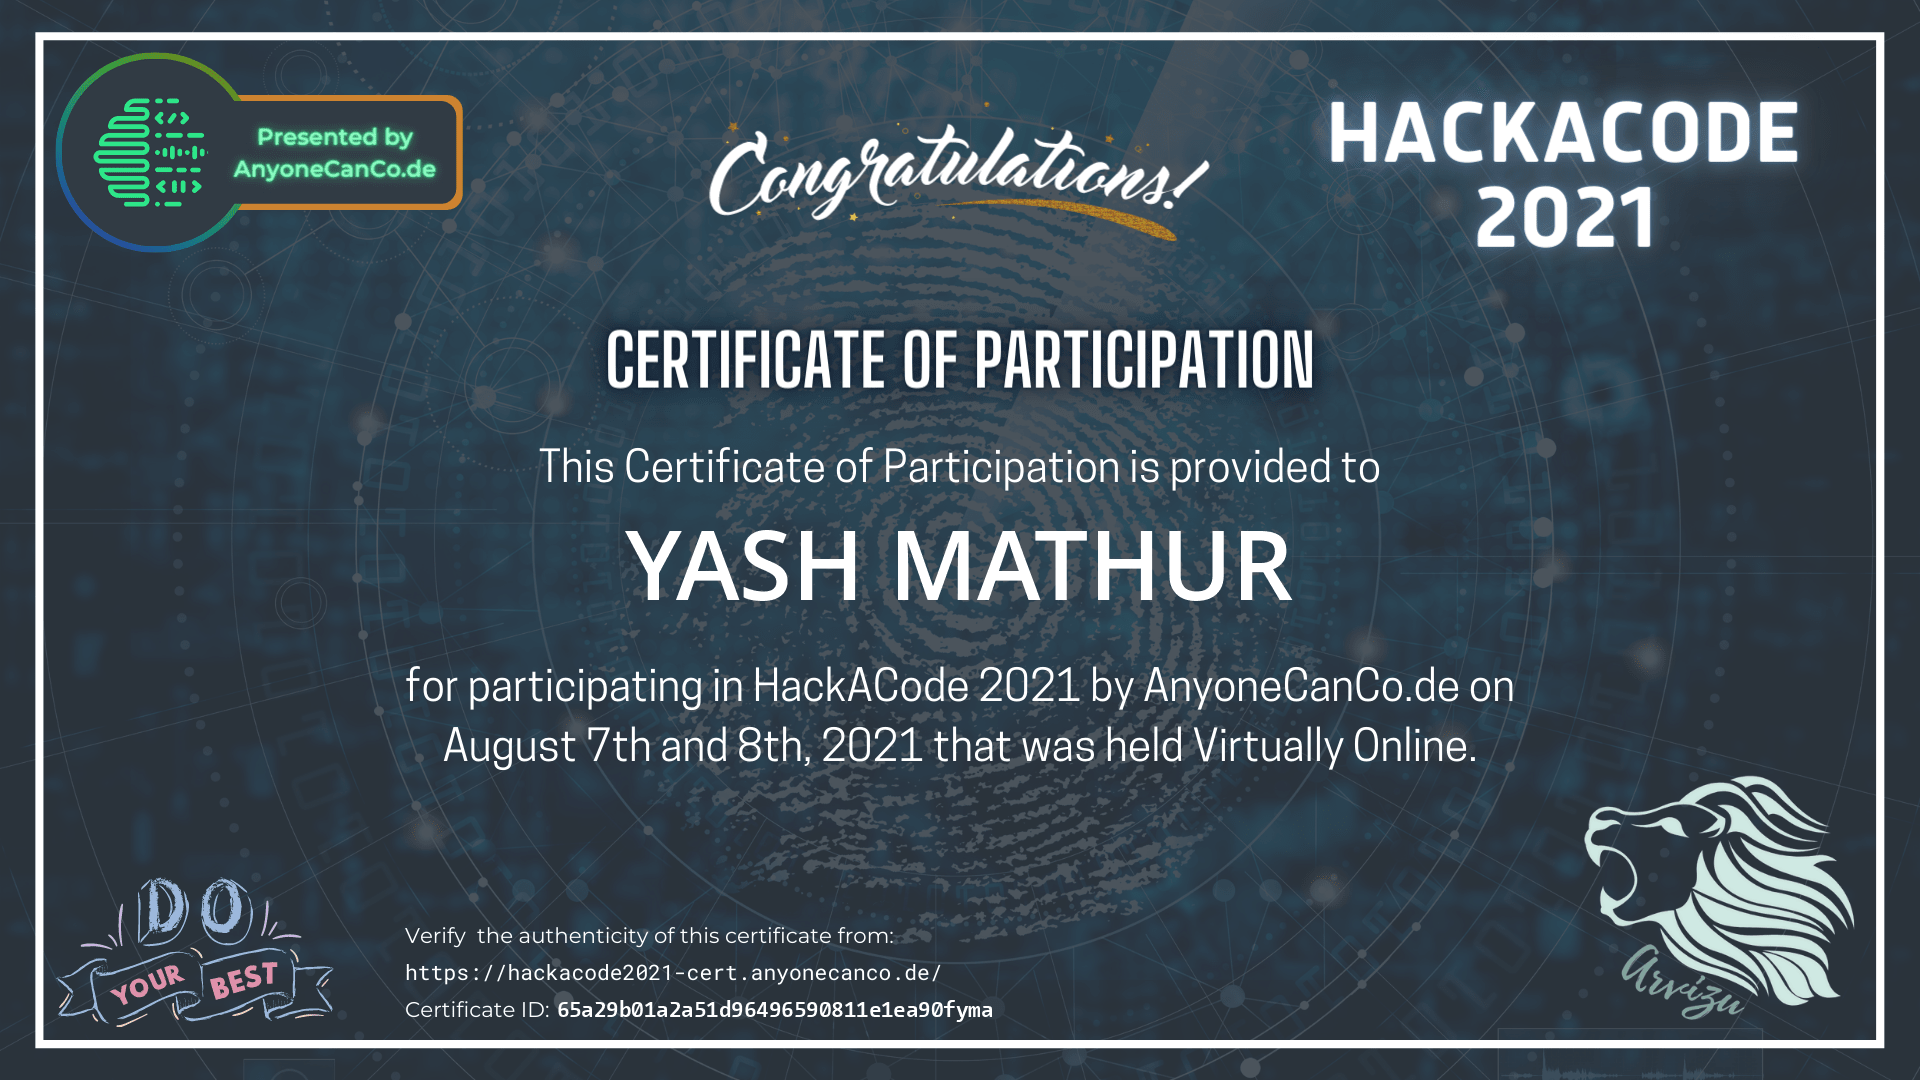 Presented by
AnyoneCanCo.de
Congratulations!
HACKACODE
2021
CERTIFICATE OF PARTICIPATION
This Certificate of Participation is provided to
YASH MATHUR
for participating in HackACode 2021 by AnyoneCanCo.de on
August 7th and 8th, 2021 that was held Virtually Online.
DO
YOUR BEST
Verify the authenticity of this certificate from:
https://hackacode2021-cert.anyonecanco.de/
Certificate ID: 65a29b01a2a51d96496590811e1ea90fyma
Arvizu